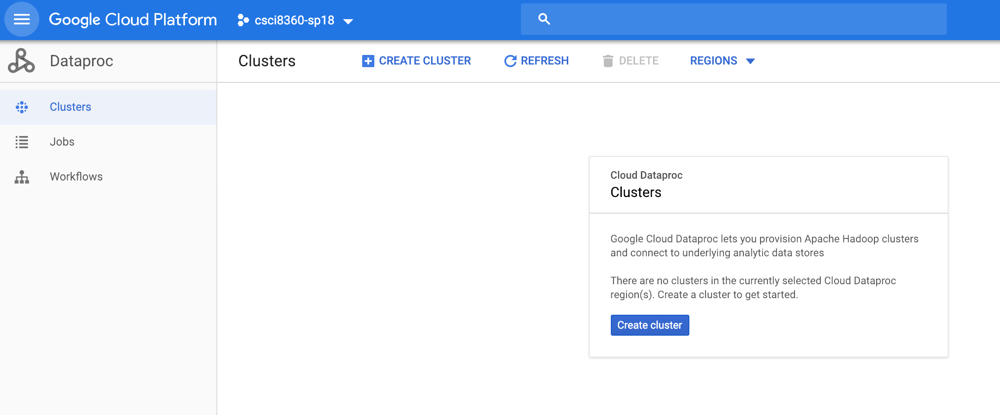 Google Cloud Platform
csci8360-sp18
Dataproc
Clusters
CREATE CLUSTER
REFRESH
DELETE
REGIONS
Clusters
Jobs
Workflows
Cloud Dataproc
Clusters
Google Cloud Dataproc lets you provision Apache Hadoop clusters
and connect to underlying analytic data stores
There are no clusters in the currently selected Cloud Dataproc
region(s). Create a cluster to get started.
Create cluster